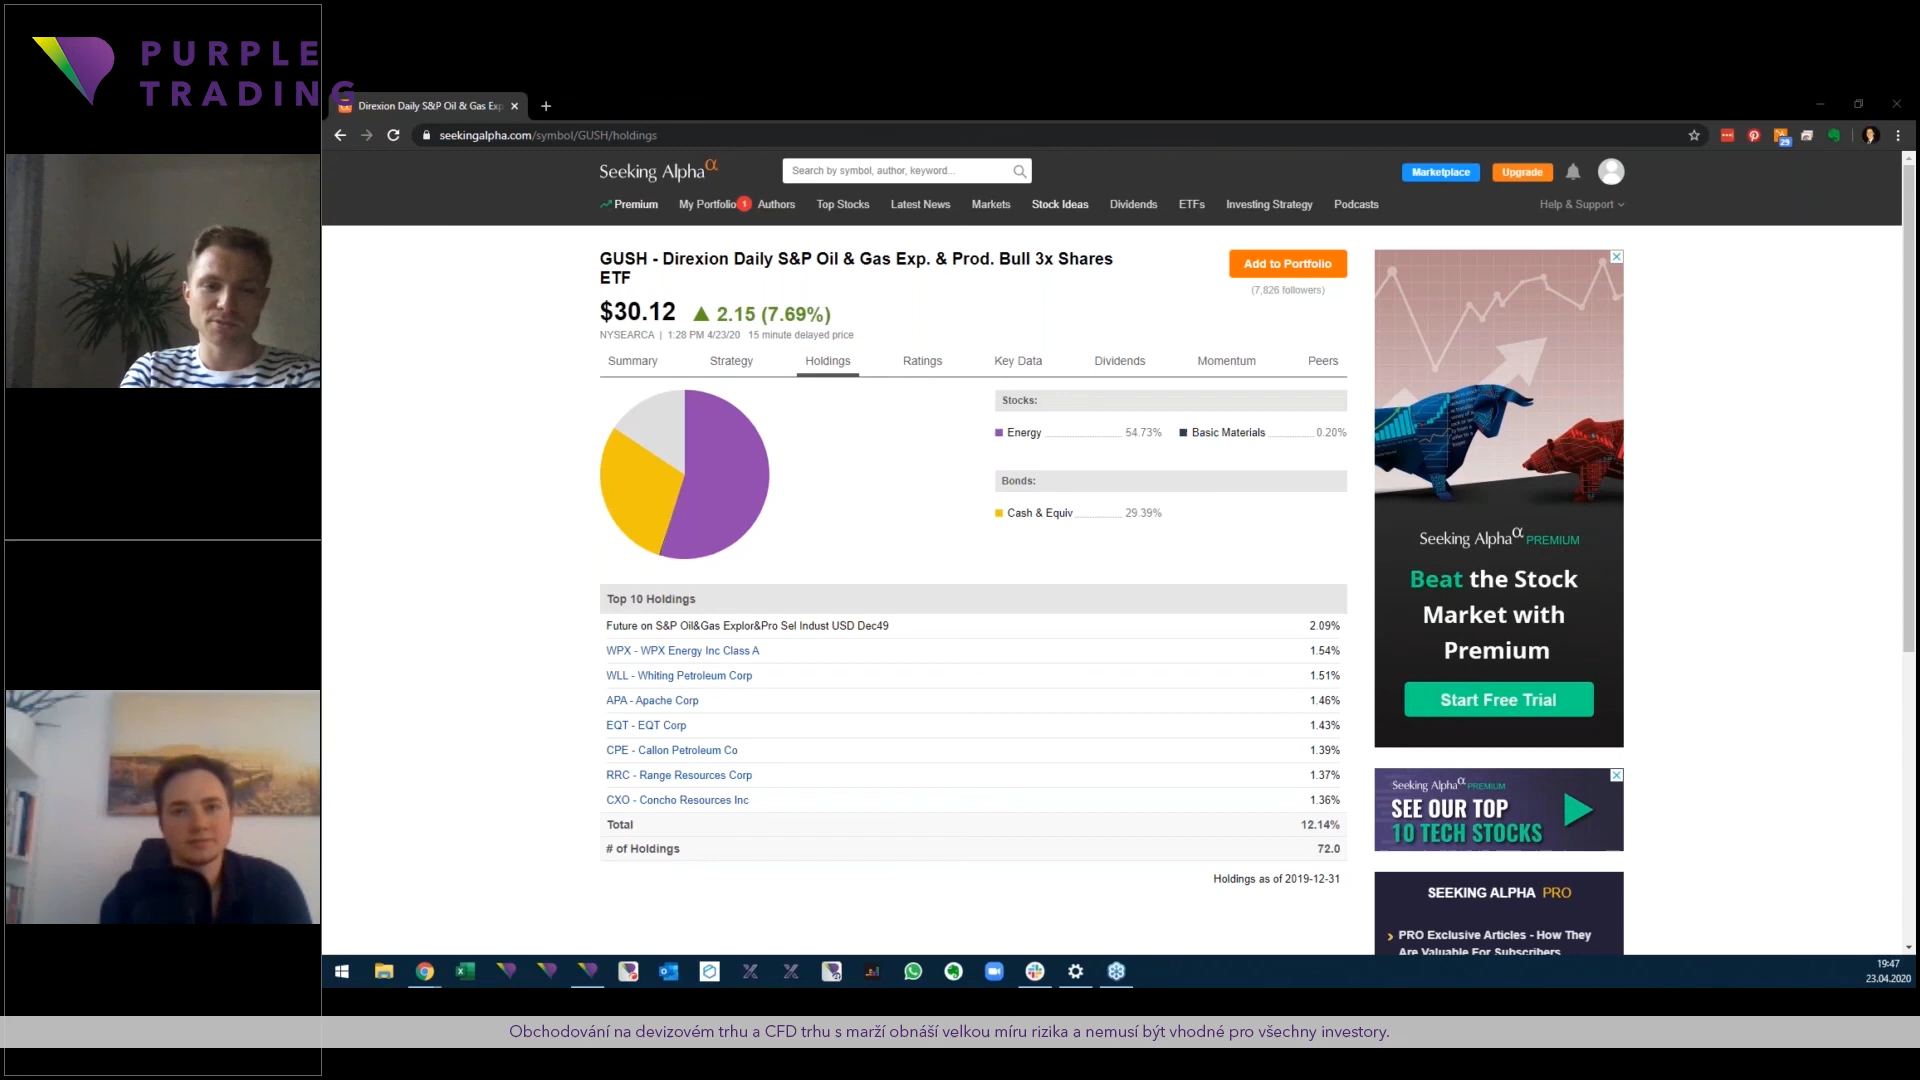 PURPLE
TRADING
Direxion Daily S&P Oil & Gas Exp
seekingalpha.com/symbol/GUSH/holdings
29
Seeking Alpha α
Search by symbol, author, keyword...
Marketplace
Upgrade
Premium
My Portfolio
1
Authors
Top Stocks
Latest News
Markets
Stock Ideas
Dividends
ETFs
Investing Strategy
Podcasts
Help & Support
GUSH - Direxion Daily S&P Oil & Gas Exp. & Prod. Bull 3x Shares
ETF
Add to Portfolio
(7,826 followers)
$30.12 ▲ 2.15 (7.69%)
NYSEARCA | 1:28 PM 4/23/20 15 minute delayed price
Summary
Strategy
Holdings
Ratings
Key Data
Dividends
Momentum
Peers
Stocks:
Energy 54.73%
Basic Materials 0.20%
Bonds:
Cash & Equiv 29.39%
Top 10 Holdings
Future on S&P Oil&Gas Explor&Pro Sel Indust USD Dec49 2.09%
WPX - WPX Energy Inc Class A 1.54%
WLL - Whiting Petroleum Corp 1.51%
APA - Apache Corp 1.46%
EQT - EQT Corp 1.43%
CPE - Callon Petroleum Co 1.39%
RRC - Range Resources Corp 1.37%
CXO - Concho Resources Inc 1.36%
Total 12.14%
# of Holdings 72.0
Holdings as of 2019-12-31
Seeking Alpha α PREMIUM
Beat the Stock
Market with
Premium
Start Free Trial
Seeking Alpha α PREMIUM
SEE OUR TOP
10 TECH STOCKS
SEEKING ALPHA PRO
PRO Exclusive Articles - How They
Are Valuable For Subscribers
19:47
23.04.2020
Obchodování na devizovém trhu a CFD trhu s marží obnáší velkou míru rizika a nemusí být vhodné pro všechny investory.